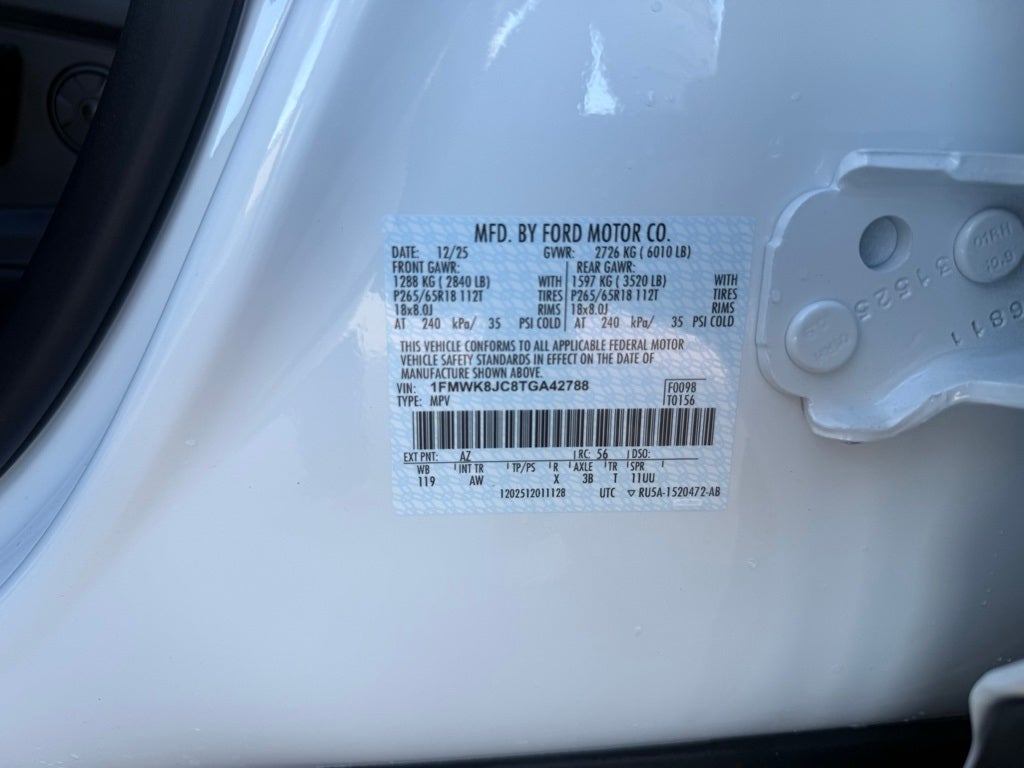 MFD. BY FORD MOTOR CO.
DATE: 12/25 GVWR: 2726 KG ( 6010 LB)
FRONT GAWR: REAR GAWR:
1288 KG ( 2840 LB) WITH 1597 KG ( 3520 LB) WITH
P265/65R18 112T TIRES P265/65R18 112T TIRES
18x8.0J RIMS 18x8.0J RIMS
AT 240 kPa/ 35 PSI COLD AT 240 kPa/ 35 PSI COLD
THIS VEHICLE CONFORMS TO ALL APPLICABLE FEDERAL MOTOR
VEHICLE SAFETY STANDARDS IN EFFECT ON THE DATE OF
MANUFACTURE SHOWN ABOVE.
VIN: 1FMWK8JC8TGA42788 F0098
TYPE: MPV T0156
EXT PNT: AZ RC: 56 DSO:
WB INT TR TP/PS R AXLE TR SPR
119 AW X 3B T 11UU
1202512011128 UTC ▽ RU5A-1520472-AB
31525
6811